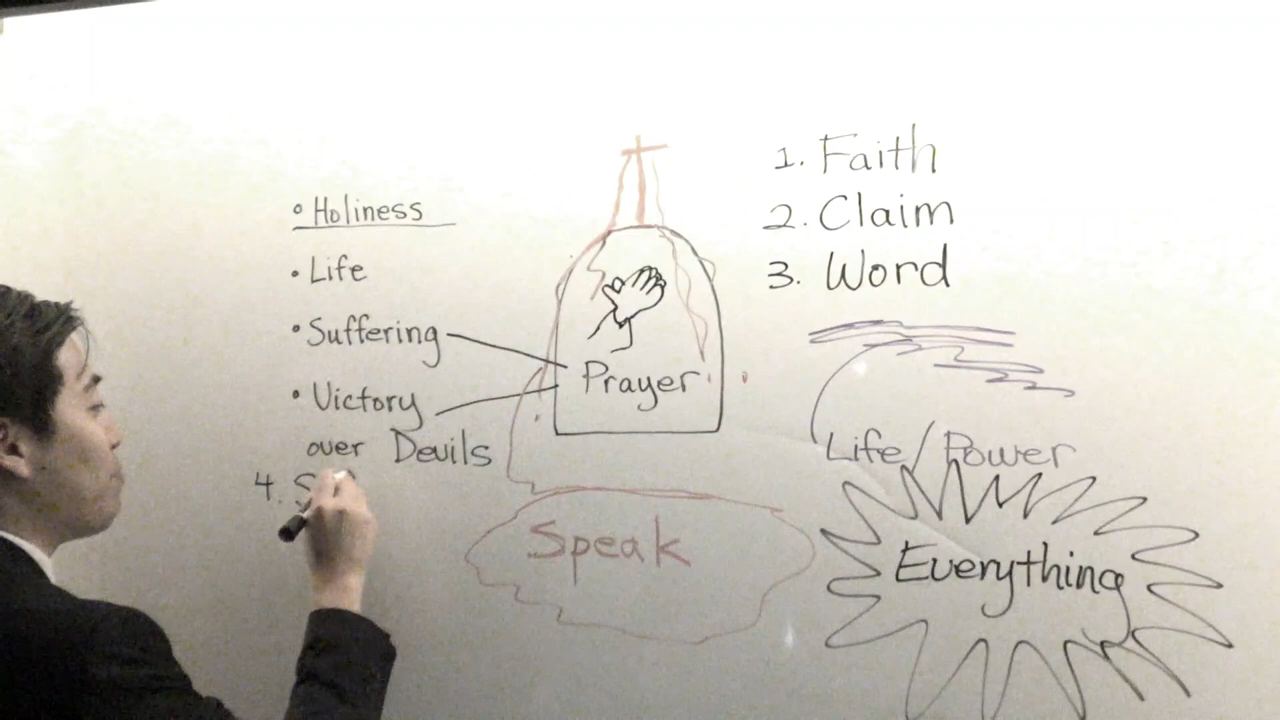 • Holiness
• Life
• Suffering
• Victory
over Devils
4. S
Prayer
Speak
1. Faith
2. Claim
3. Word
Life/Power
Everything